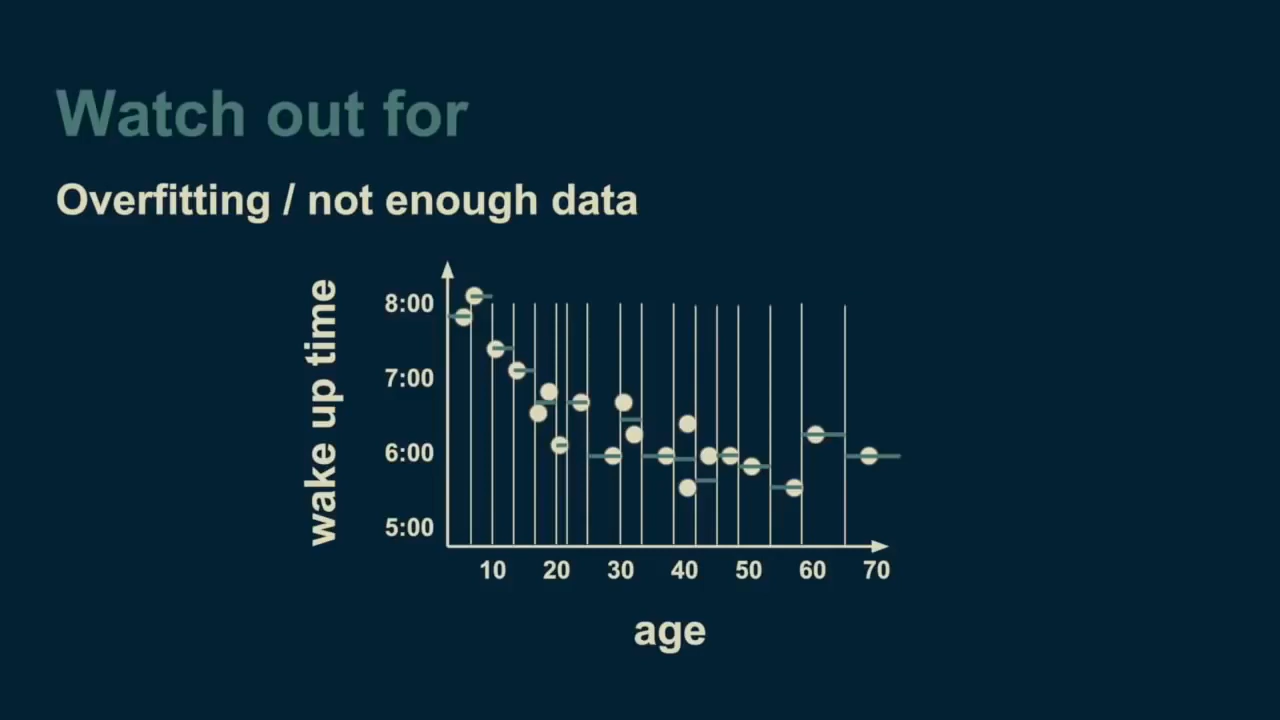 Watch out for
Overfitting / not enough data
wake up time
8:00
7:00
6:00
5:00
10 20 30 40 50 60 70
age